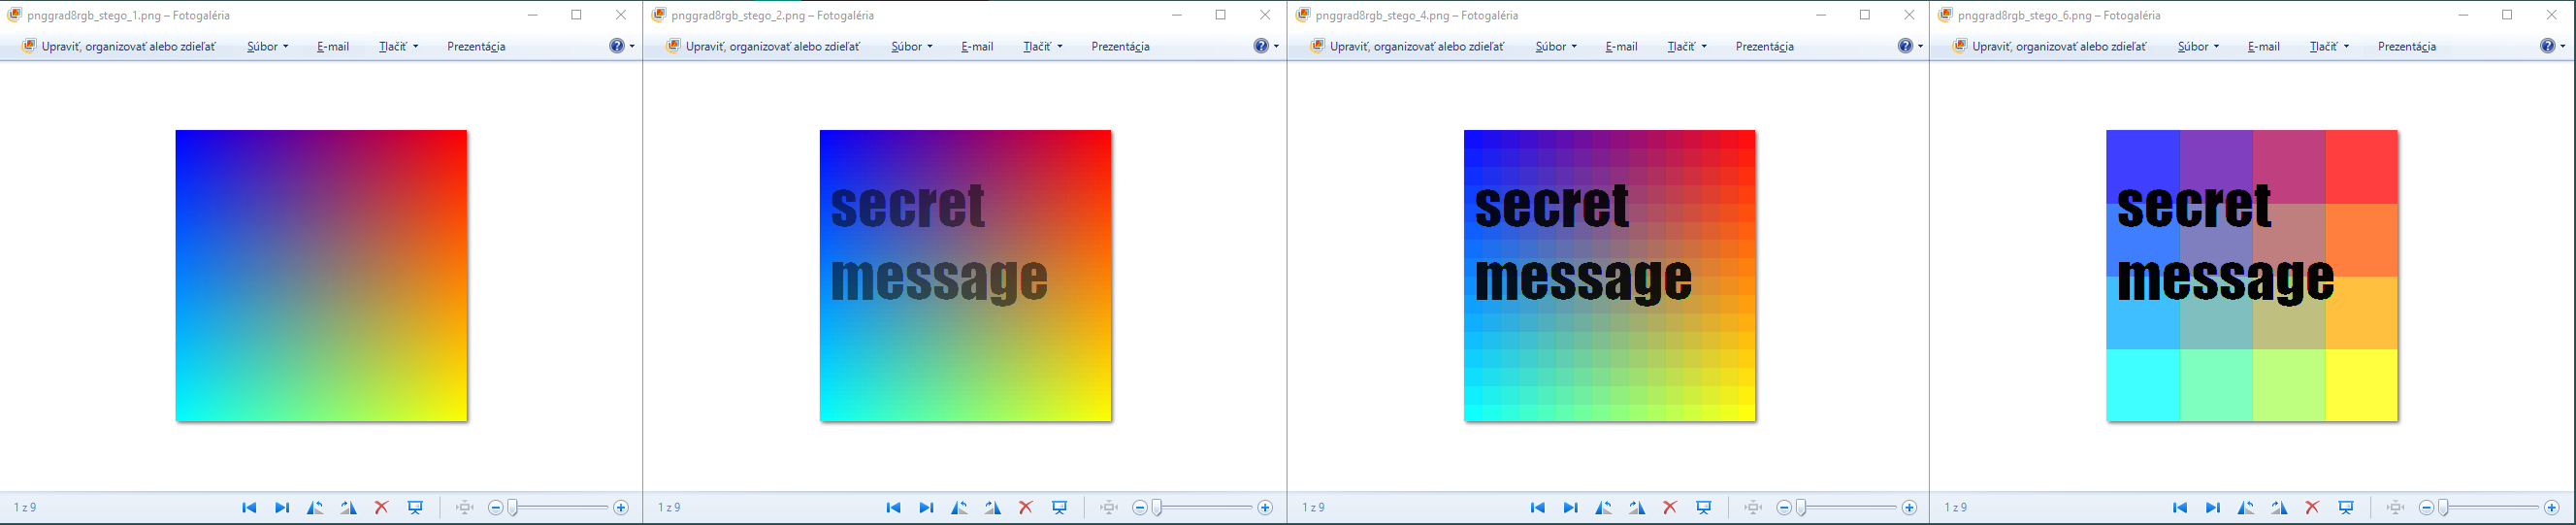 pnggrad8rgb_stego_1.png – Fotogaléria
Upraviť, organizovať alebo zdieľať Súbor E-mail Tlačiť Prezentácia
1 z 9
pnggrad8rgb_stego_2.png – Fotogaléria
Upraviť, organizovať alebo zdieľať Súbor E-mail Tlačiť Prezentácia
secret
message
1 z 9
pnggrad8rgb_stego_4.png – Fotogaléria
Upraviť, organizovať alebo zdieľať Súbor E-mail Tlačiť Prezentácia
secret
message
1 z 9
pnggrad8rgb_stego_6.png – Fotogaléria
Upraviť, organizovať alebo zdieľať Súbor E-mail Tlačiť Prezentácia
secret
message
1 z 9